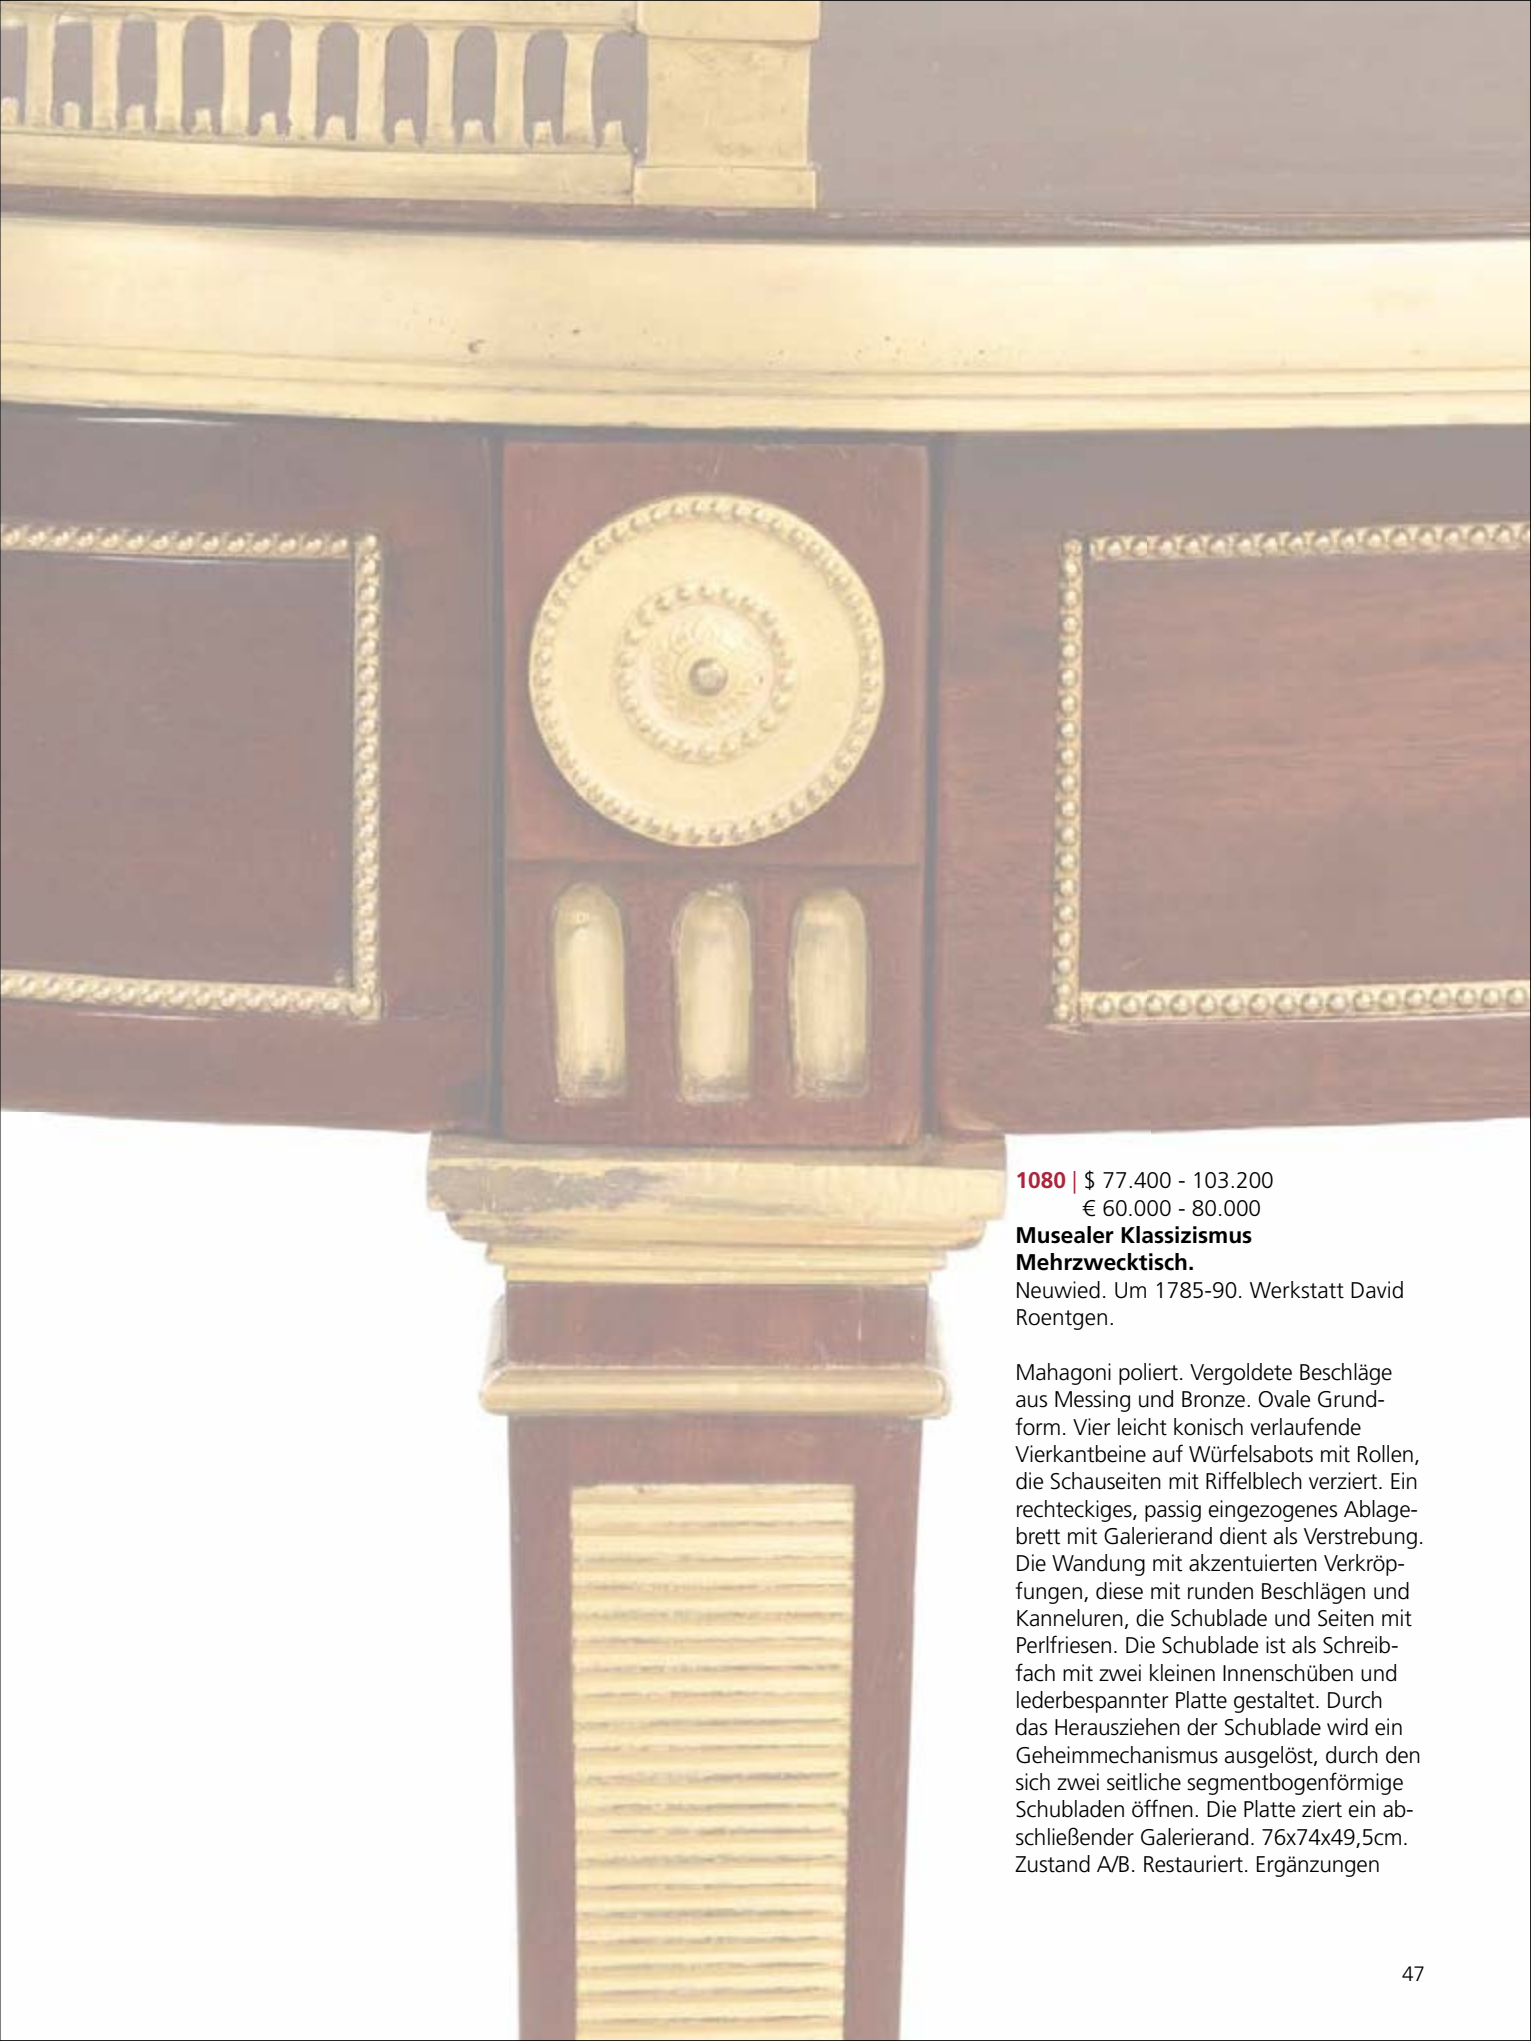 1080 | $ 77.400 - 103.200
€ 60.000 - 80.000
Musealer Klassizismus
Mehrzwecktisch.
Neuwied. Um 1785-90. Werkstatt David
Roentgen.
Mahagoni poliert. Vergoldete Beschläge
aus Messing und Bronze. Ovale Grund-
form. Vier leicht konisch verlaufende
Vierkantbeine auf Würfelsabots mit Rollen,
die Schauseiten mit Riffelblech verziert. Ein
rechteckiges, passig eingezogenes Ablage-
brett mit Galerierand dient als Verstrebung.
Die Wandung mit akzentuierten Verkröp-
fungen, diese mit runden Beschlägen und
Kanneluren, die Schublade und Seiten mit
Perlfriesen. Die Schublade ist als Schreib-
fach mit zwei kleinen Innenschüben und
lederbespannter Platte gestaltet. Durch
das Herausziehen der Schublade wird ein
Geheimmechanismus ausgelöst, durch den
sich zwei seitliche segmentbogenförmige
Schubladen öffnen. Die Platte ziert ein ab-
schließender Galerierand. 76x74x49,5cm.
Zustand A/B. Restauriert. Ergänzungen
47